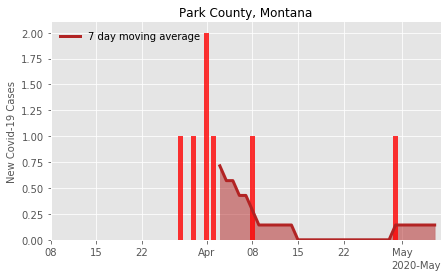 Park County, Montana
7 day moving average
New Covid-19 Cases
2.00
1.75
1.50
1.25
1.00
0.75
0.50
0.25
0.00
08 15 22 Apr 08 15 22 May
2020-May